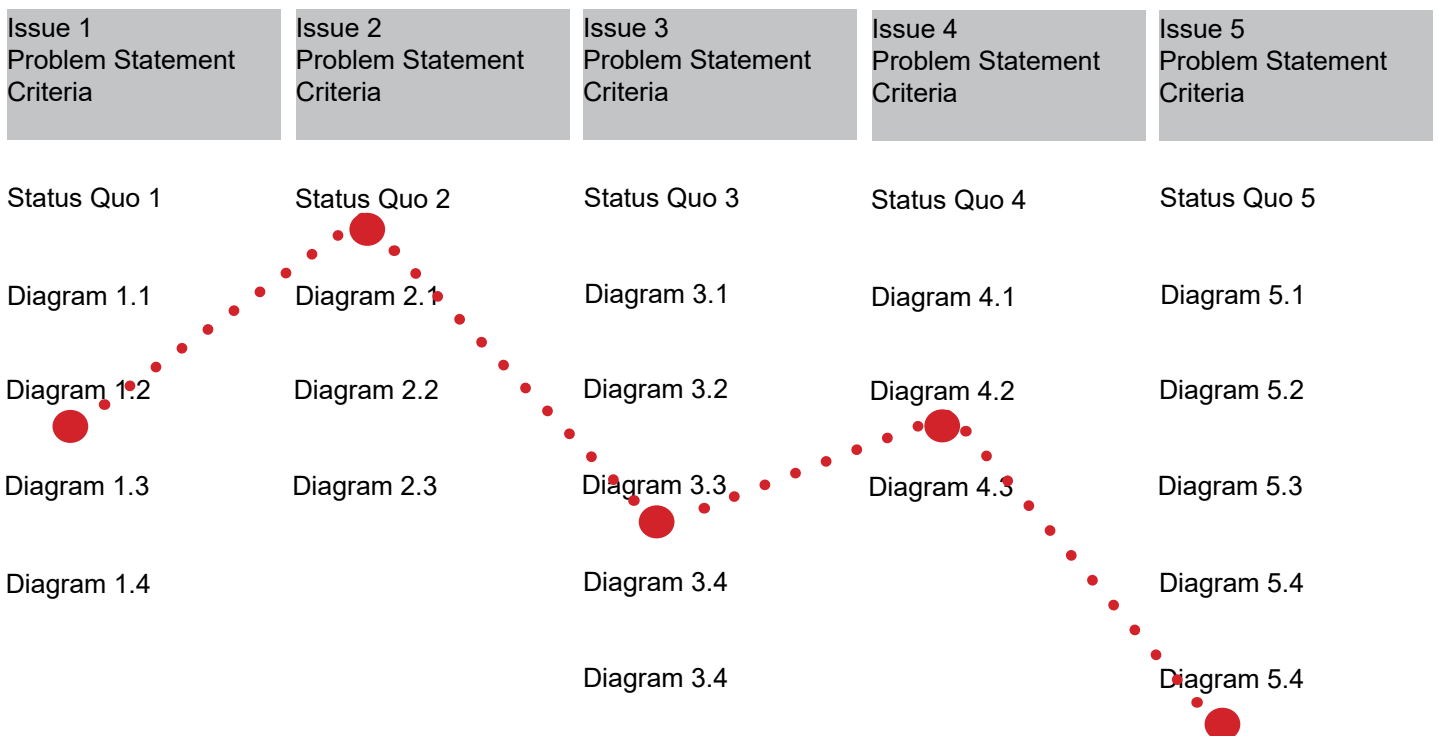 Issue 1
Problem Statement
Criteria
Issue 2
Problem Statement
Criteria
Issue 3
Problem Statement
Criteria
Issue 4
Problem Statement
Criteria
Issue 5
Problem Statement
Criteria
Status Quo 1
Status Quo 2
Status Quo 3
Status Quo 4
Status Quo 5
Diagram 1.1
Diagram 2.1
Diagram 3.1
Diagram 4.1
Diagram 5.1
Diagram 1.2
Diagram 2.2
Diagram 3.2
Diagram 4.2
Diagram 5.2
Diagram 1.3
Diagram 2.3
Diagram 3.3
Diagram 4.3
Diagram 5.3
Diagram 1.4
Diagram 3.4
Diagram 5.4
Diagram 3.4
Diagram 5.4